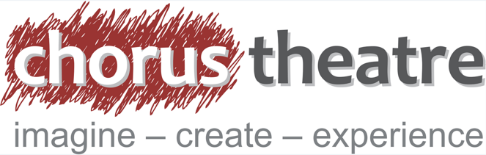 chorus theatre
imagine – create – experience